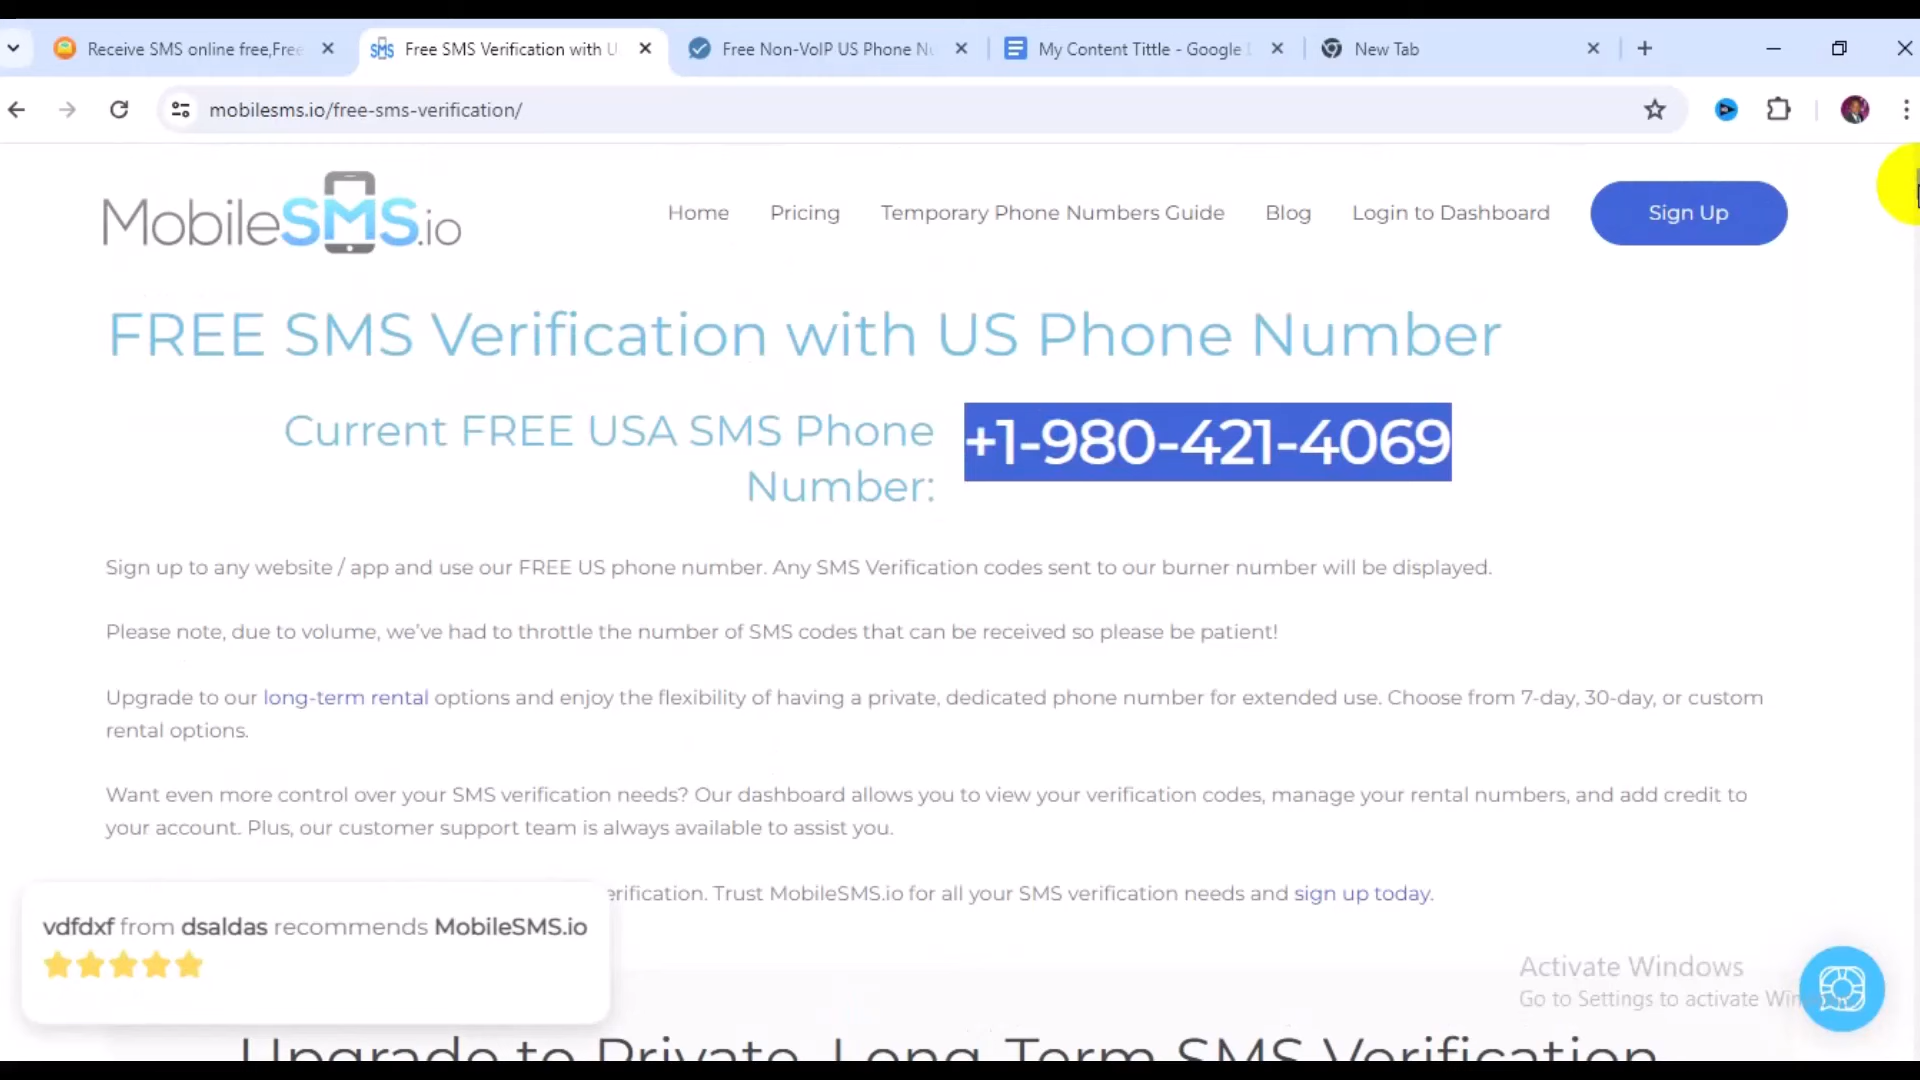 Receive SMS online free,Free
Free SMS Verification with U
Free Non-VoIP US Phone Nu
My Content Tittle - Google
New Tab
mobilesms.io/free-sms-verification/
MobileSMS.io
Home
Pricing
Temporary Phone Numbers Guide
Blog
Login to Dashboard
Sign Up
FREE SMS Verification with US Phone Number
Current FREE USA SMS Phone
Number:
+1-980-421-4069
Sign up to any website / app and use our FREE US phone number. Any SMS Verification codes sent to our burner number will be displayed.
Please note, due to volume, we've had to throttle the number of SMS codes that can be received so please be patient!
Upgrade to our long-term rental options and enjoy the flexibility of having a private, dedicated phone number for extended use. Choose from 7-day, 30-day, or custom
rental options.
Want even more control over your SMS verification needs? Our dashboard allows you to view your verification codes, manage your rental numbers, and add credit to
your account. Plus, our customer support team is always available to assist you.
erification. Trust MobileSMS.io for all your SMS verification needs and sign up today.
vdfdxf from dsaldas recommends MobileSMS.io
Activate Windows
Go to Settings to activate Win
Upgrade to Private, Long-Term SMS Verification